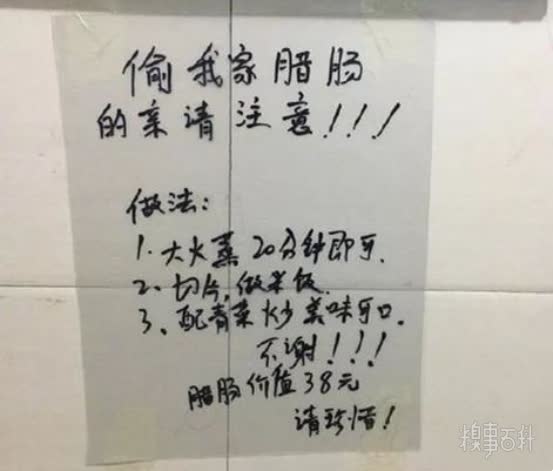 偷我家腊肠
的亲请注意!!!
做法:
1.大火蒸20分钟即可.
2、切片,做米饭.
3、配青菜炒美味可口.
不谢!!!
腊肠价值38元
请珍惜!
糗事百科